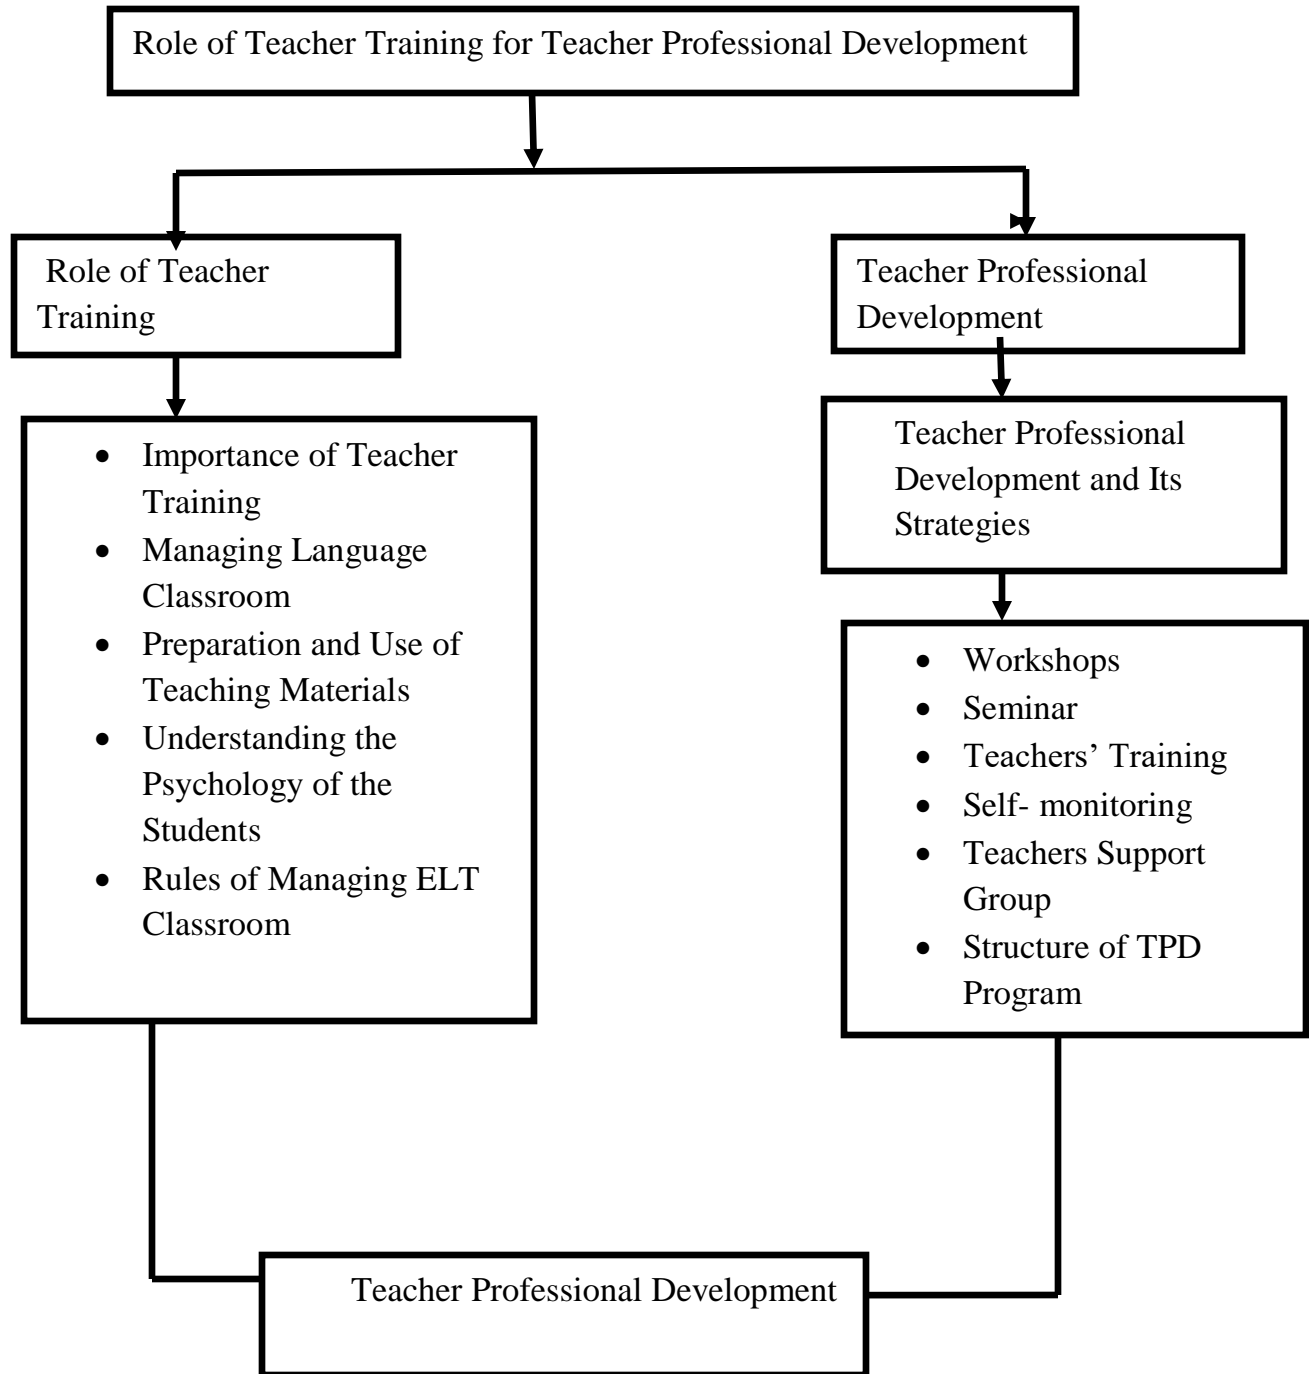 Role of Teacher Training for Teacher Professional Development
Role of Teacher
Training
Teacher Professional
Development
• Importance of Teacher
Training
• Managing Language
Classroom
• Preparation and Use of
Teaching Materials
• Understanding the
Psychology of the
Students
• Rules of Managing ELT
Classroom
Teacher Professional
Development and Its
Strategies
• Workshops
• Seminar
• Teachers’ Training
• Self- monitoring
• Teachers Support
Group
• Structure of TPD
Program
Teacher Professional Development